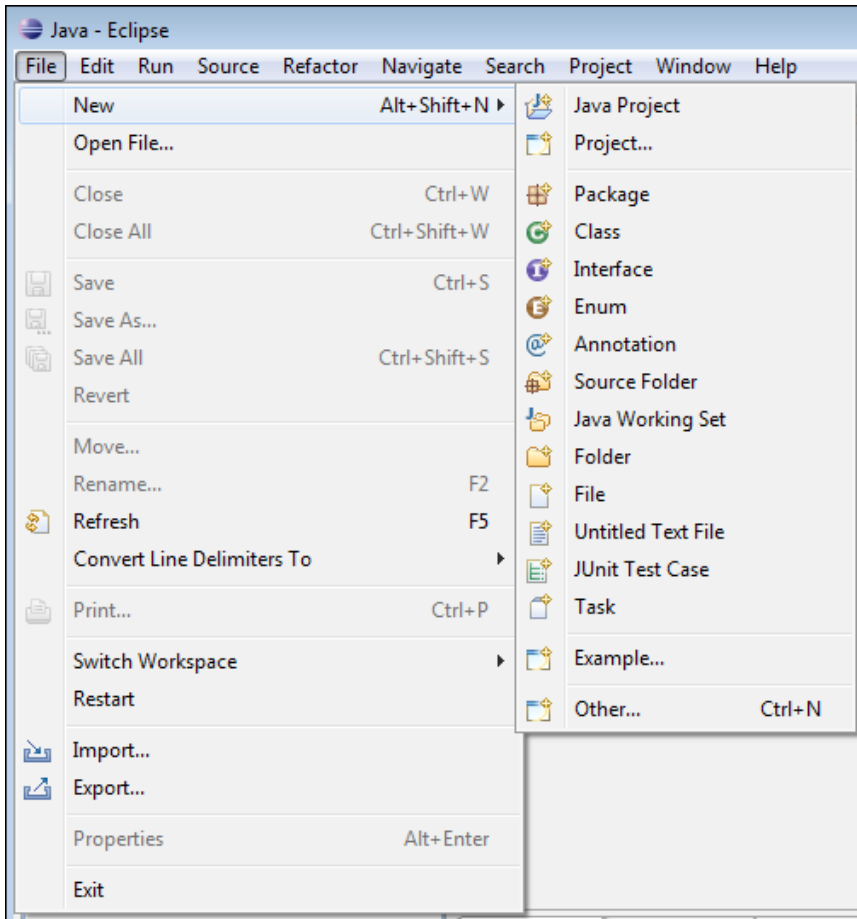 Java - Eclipse
File Edit Run Source Refactor Navigate Search Project Window Help
New Alt+Shift+N
Open File...
Close Ctrl+W
Close All Ctrl+Shift+W
Save Ctrl+S
Save As...
Save All Ctrl+Shift+S
Revert
Move...
Rename... F2
Refresh F5
Convert Line Delimiters To
Print... Ctrl+P
Switch Workspace
Restart
Import...
Export...
Properties Alt+Enter
Exit
Java Project
Project...
Package
Class
Interface
Enum
Annotation
Source Folder
Java Working Set
Folder
File
Untitled Text File
JUnit Test Case
Task
Example...
Other... Ctrl+N